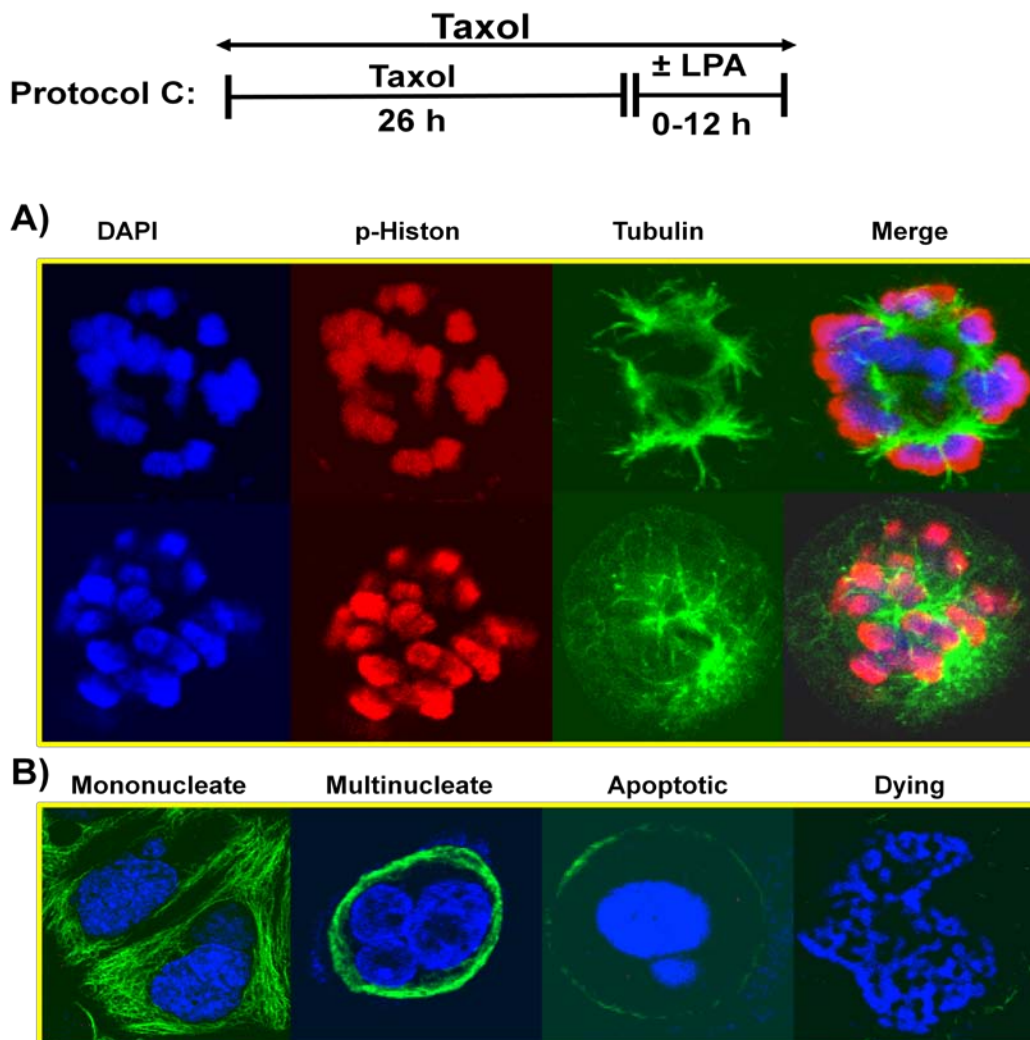 Taxol
Protocol C:
Taxol
± LPA
26 h
0-12 h
A)
DAPI p-Histon Tubulin Merge
B)
Mononucleate Multinucleate Apoptotic Dying